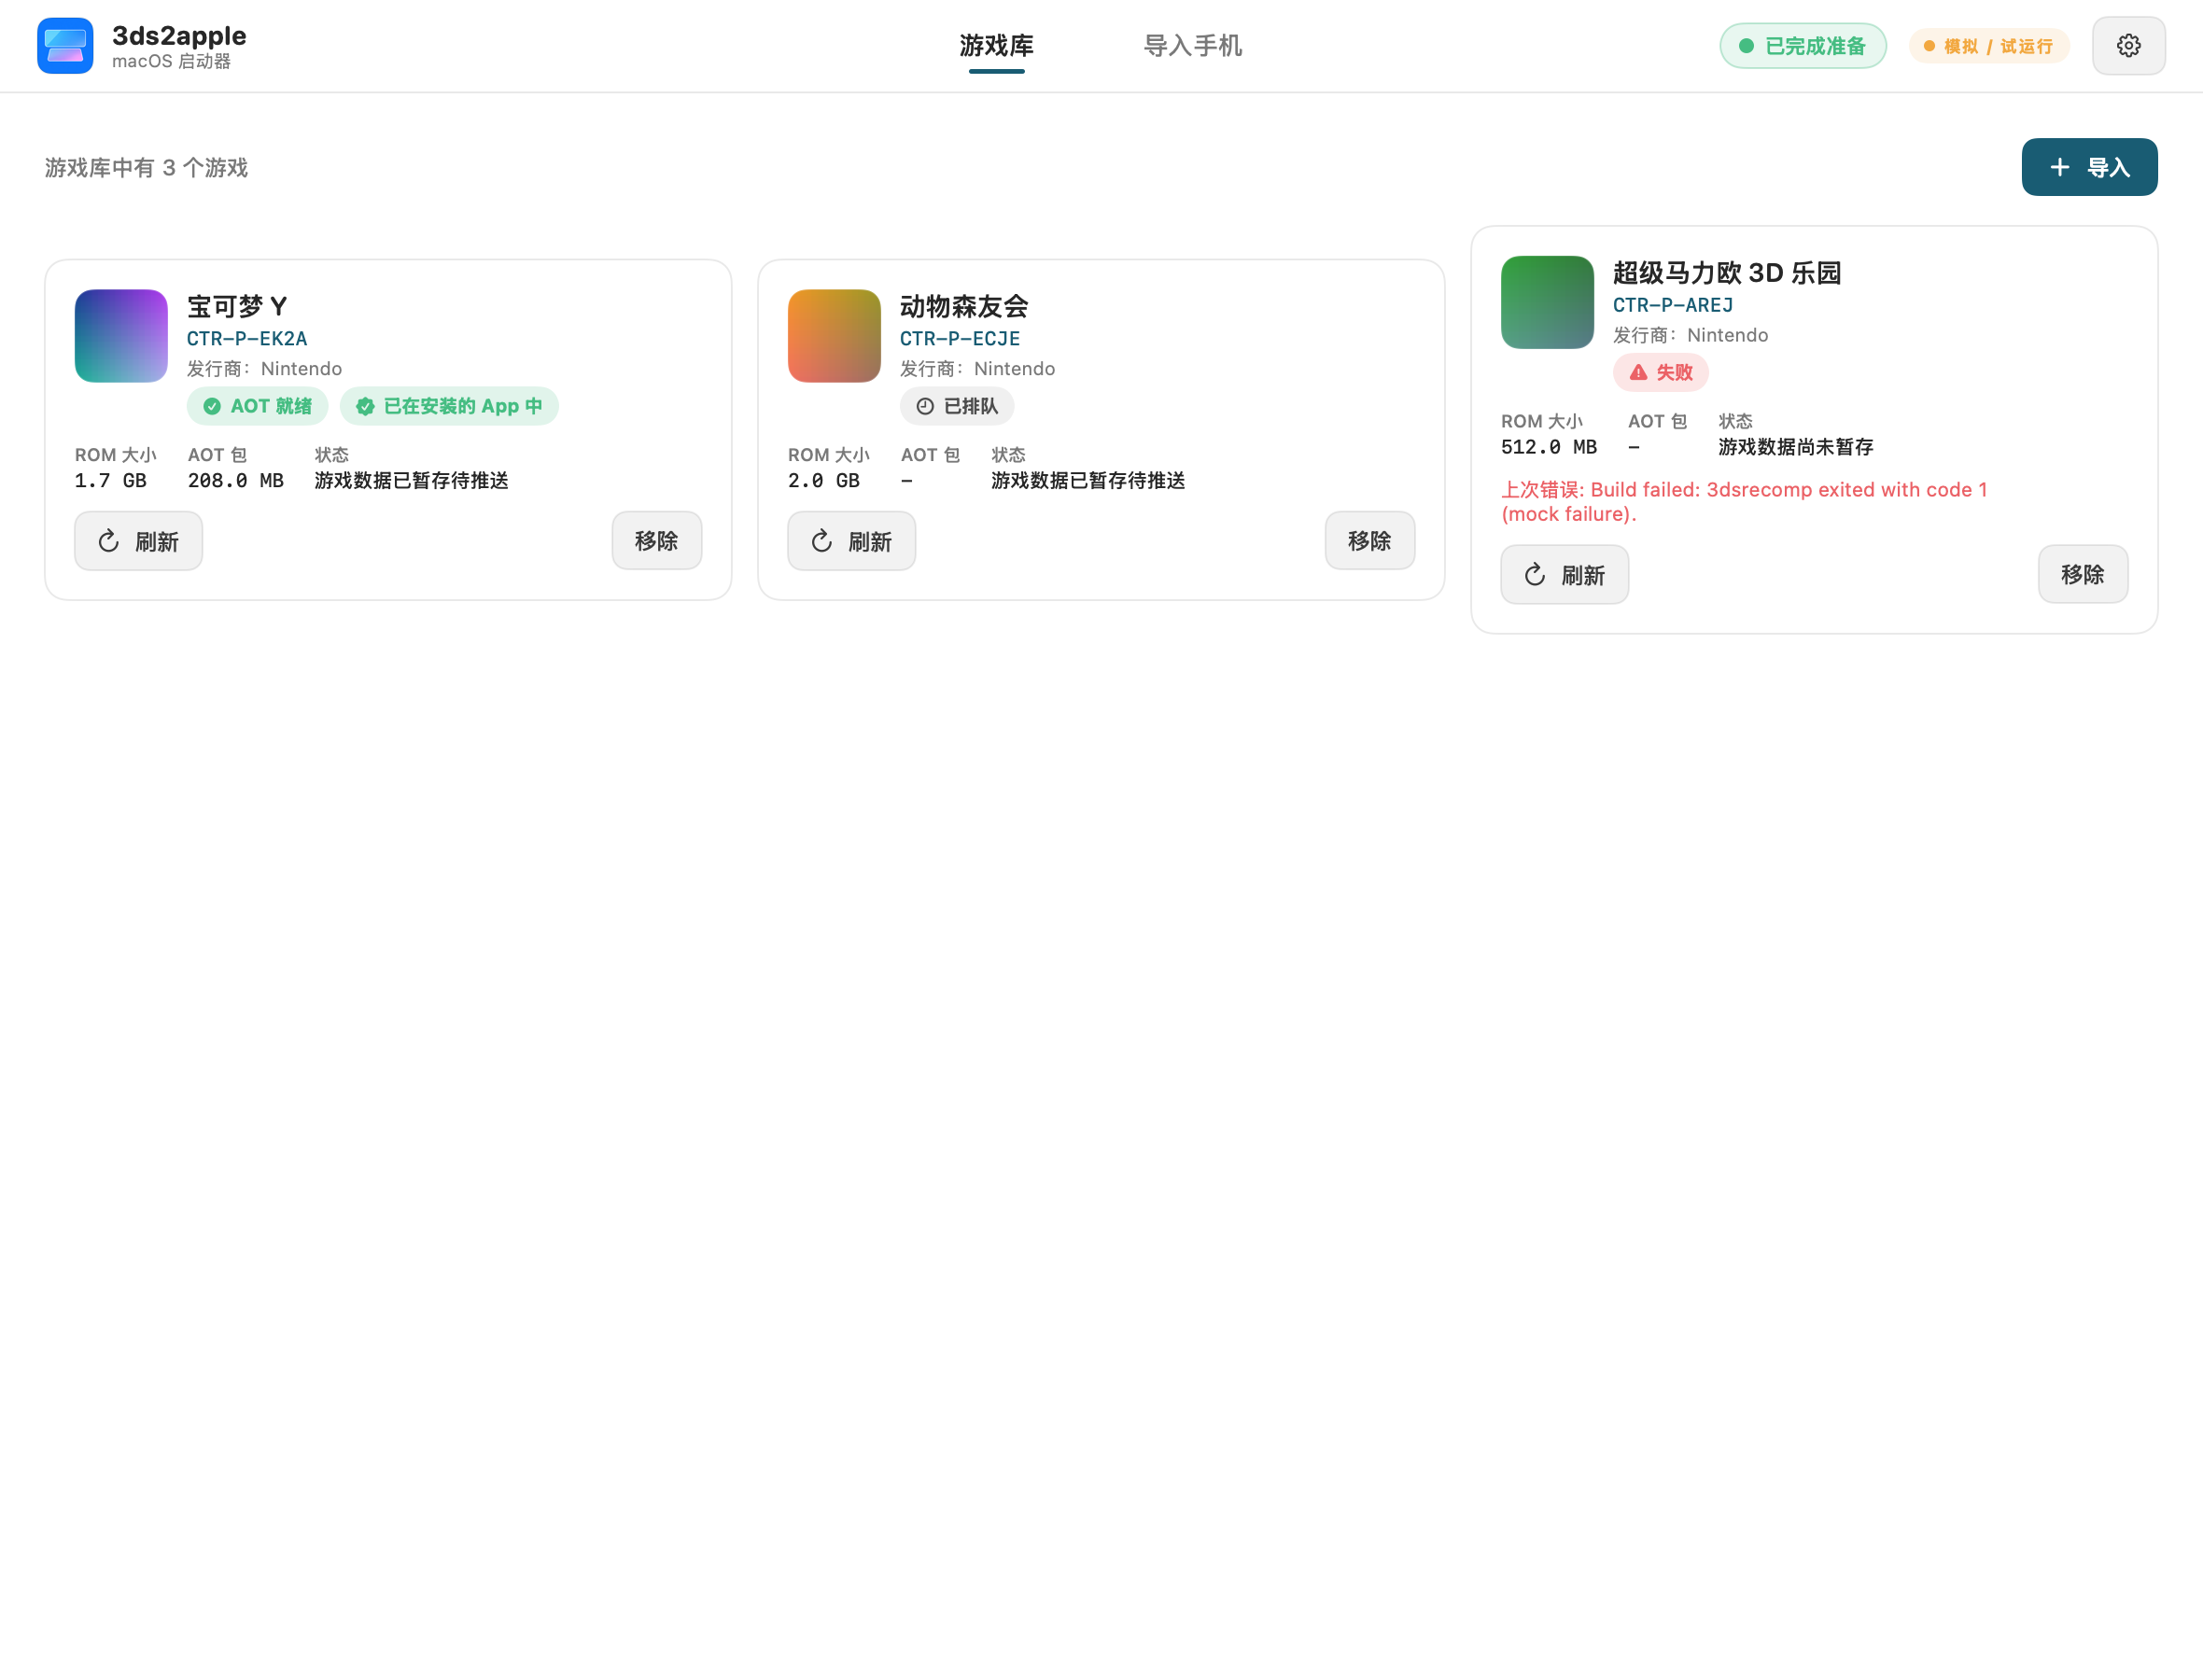 3ds2apple
macOS 启动器
游戏库
导入手机
已完成准备
模拟 / 试运行
游戏库中有 3 个游戏
导入
宝可梦 Y
CTR-P-EK2A
发行商: Nintendo
AOT 就绪
已在安装的 App 中
ROM 大小 AOT 包 状态
1.7 GB 208.0 MB 游戏数据已暂存待推送
刷新
移除
动物森友会
CTR-P-ECJE
发行商: Nintendo
已排队
ROM 大小 AOT 包 状态
2.0 GB — 游戏数据已暂存待推送
刷新
移除
超级马力欧 3D 乐园
CTR-P-AREJ
发行商: Nintendo
失败
ROM 大小 AOT 包 状态
512.0 MB — 游戏数据尚未暂存
上次错误: Build failed: 3dsrecomp exited with code 1
(mock failure).
刷新
移除